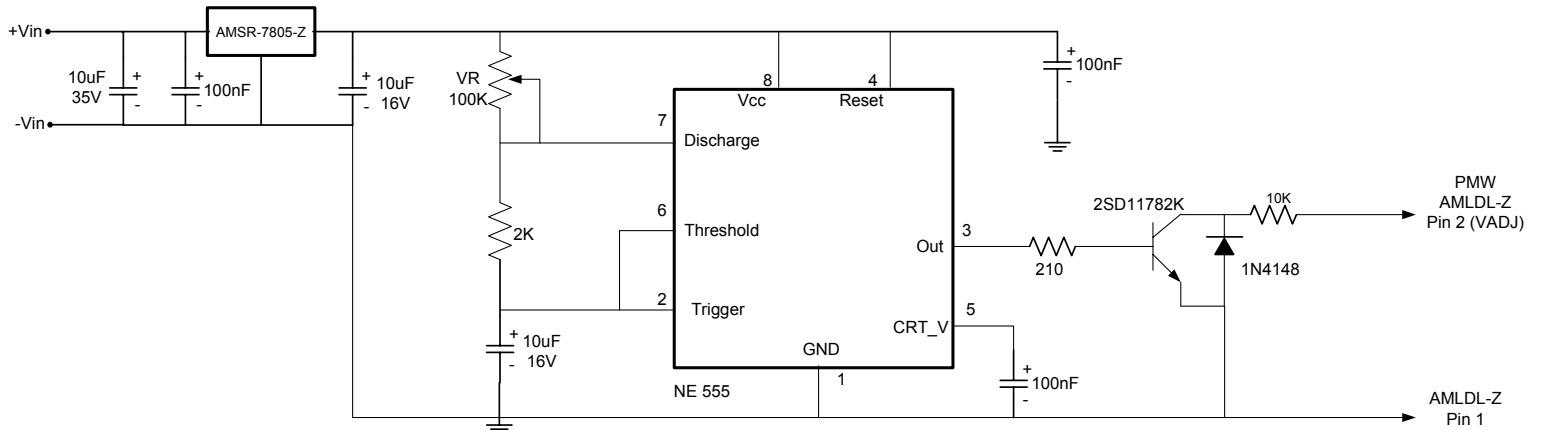 +Vin
AMSR-7805-Z
10uF
35V
+
-
+
-
100nF
+
-
10uF
16V
-Vin
VR
100K
8
Vcc
4
Reset
+
-
100nF
7
Discharge
2K
6
Threshold
2
Trigger
+
-
10uF
16V
Out
3
210
2SD11782K
10K
1N4148
PMW
AMLDL-Z
Pin 2 (VADJ)
CRT_V
5
GND
1
NE 555
+
-
100nF
AMLDL-Z
Pin 1